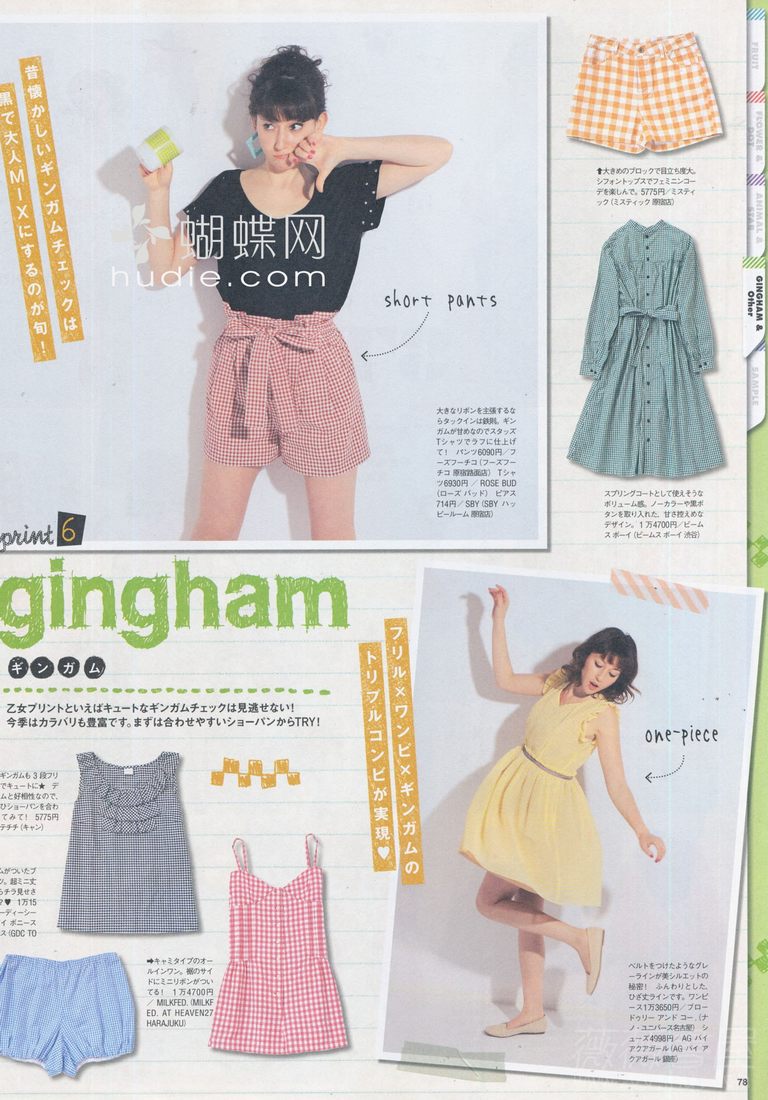 昔懐かしいギンガムチェックは
黒で大人MIXにするのが旬！
蝴蝶网
hudie.com
short pants
大きなリボンを主張するな
らタックインは鉄則。ギン
ガムが甘めなのでスタッズ
Tシャツでラフに仕上げ
て！ パンツ6090円／フ
ーズフーチコ（フーズフー
チコ 原宿路面店） Tシャ
ツ6930円 ／ ROSE BUD
（ローズ バッド） ピアス
714円／ SBY（SBY ハッ
ピールーム 原宿店）
⬆大きめのブロックで目立ち度大。
シフォントップスでフェミニンコー
デを楽しんで。5775円／ミスティ
ック（ミスティック 原宿店）
スプリングコートとして使えそうな
ボリューム感。ノーカラーや黒ボ
タンを取り入れた、甘さ控えめな
デザイン。1万4700円／ビーム
ス ボーイ（ビームス ボーイ 渋谷）
FRUIT
FLOWER &
DOT
ANIMAL &
STAR
GINGHAM &
Other
SAMPLE
print 6
gingham
ギンガム
乙女プリントといえばキュートなギンガムチェックは見逃せない！
今季はカラバリも豊富です。まずは合わせやすいショーパンからTRY！
フリル×ワンピ×ギンガムの
トリプルコンビが実現♥
one-piece
ギンガムも3段フリ
でキュートに★ デ
ムと好相性なので、
ひショーパンを合わ
てみて！ 5775円
テチチ（キャン）
ムがついたブ
ツ。超ミニ丈
らチラ見せさ
？♥ 1万15
ーディーシー
イ ボニース
ス（GDC TO
➡キャミタイプのオー
ルインワン。裾のサイ
ドにミニリボンがつい
てる！ 1万4700円
／ MILKFED.（MILKF
ED. AT HEAVEN27
HARAJUKU）
ベルトをつけたようなグレ
ーラインが美シルエットの
秘密！ ふんわりとした、
ひざ丈ラインです。ワンピ
ース1万3650円／ブロー
ドゥリー アンド コー.（ナ
ノ・ユニバース名古屋） シ
ューズ4998円／ AG バイ
アクアガール（AG バイ ア
クアガール 銀座）
78